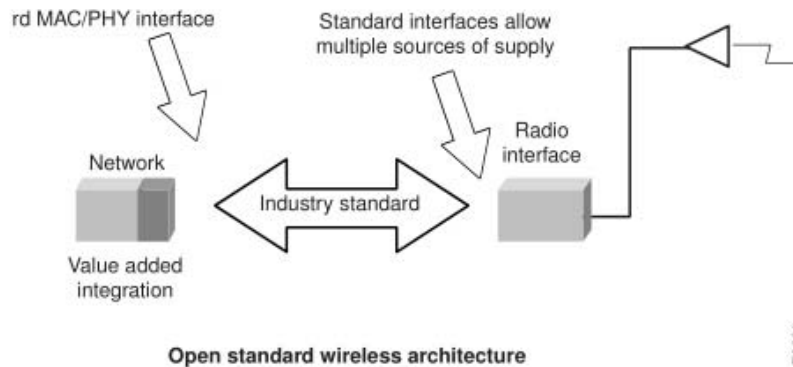 rd MAC/PHY interface
Standard interfaces allow
multiple sources of supply
Network
Radio
interface
Industry standard
Value added
integration
Open standard wireless architecture